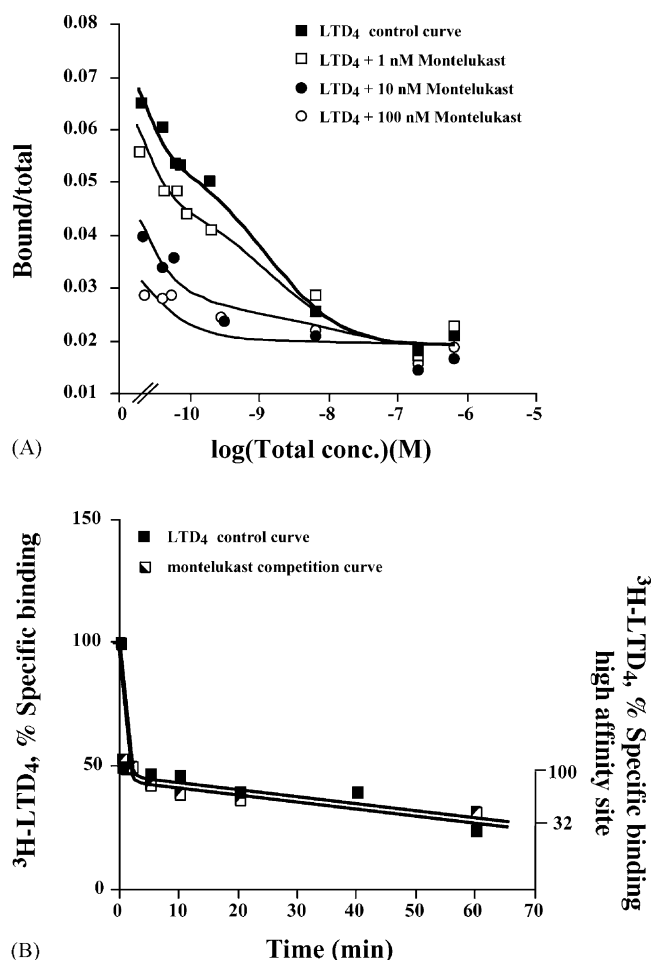 LTD4 control curve
LTD4 + 1 nM Montelukast
LTD4 + 10 nM Montelukast
LTD4 + 100 nM Montelukast
0.08
0.07
0.06
0.05
0.04
0.03
0.02
0.01
Bound/total
0 -10 -9 -8 -7 -6 -5
log(Total conc.)(M)
(A)
LTD4 control curve
montelukast competition curve
150
100
50
0
3H-LTD4, % Specific binding
100
32
3H-LTD4, % Specific binding
high affinity site
0 10 20 30 40 50 60 70
Time (min)
(B)